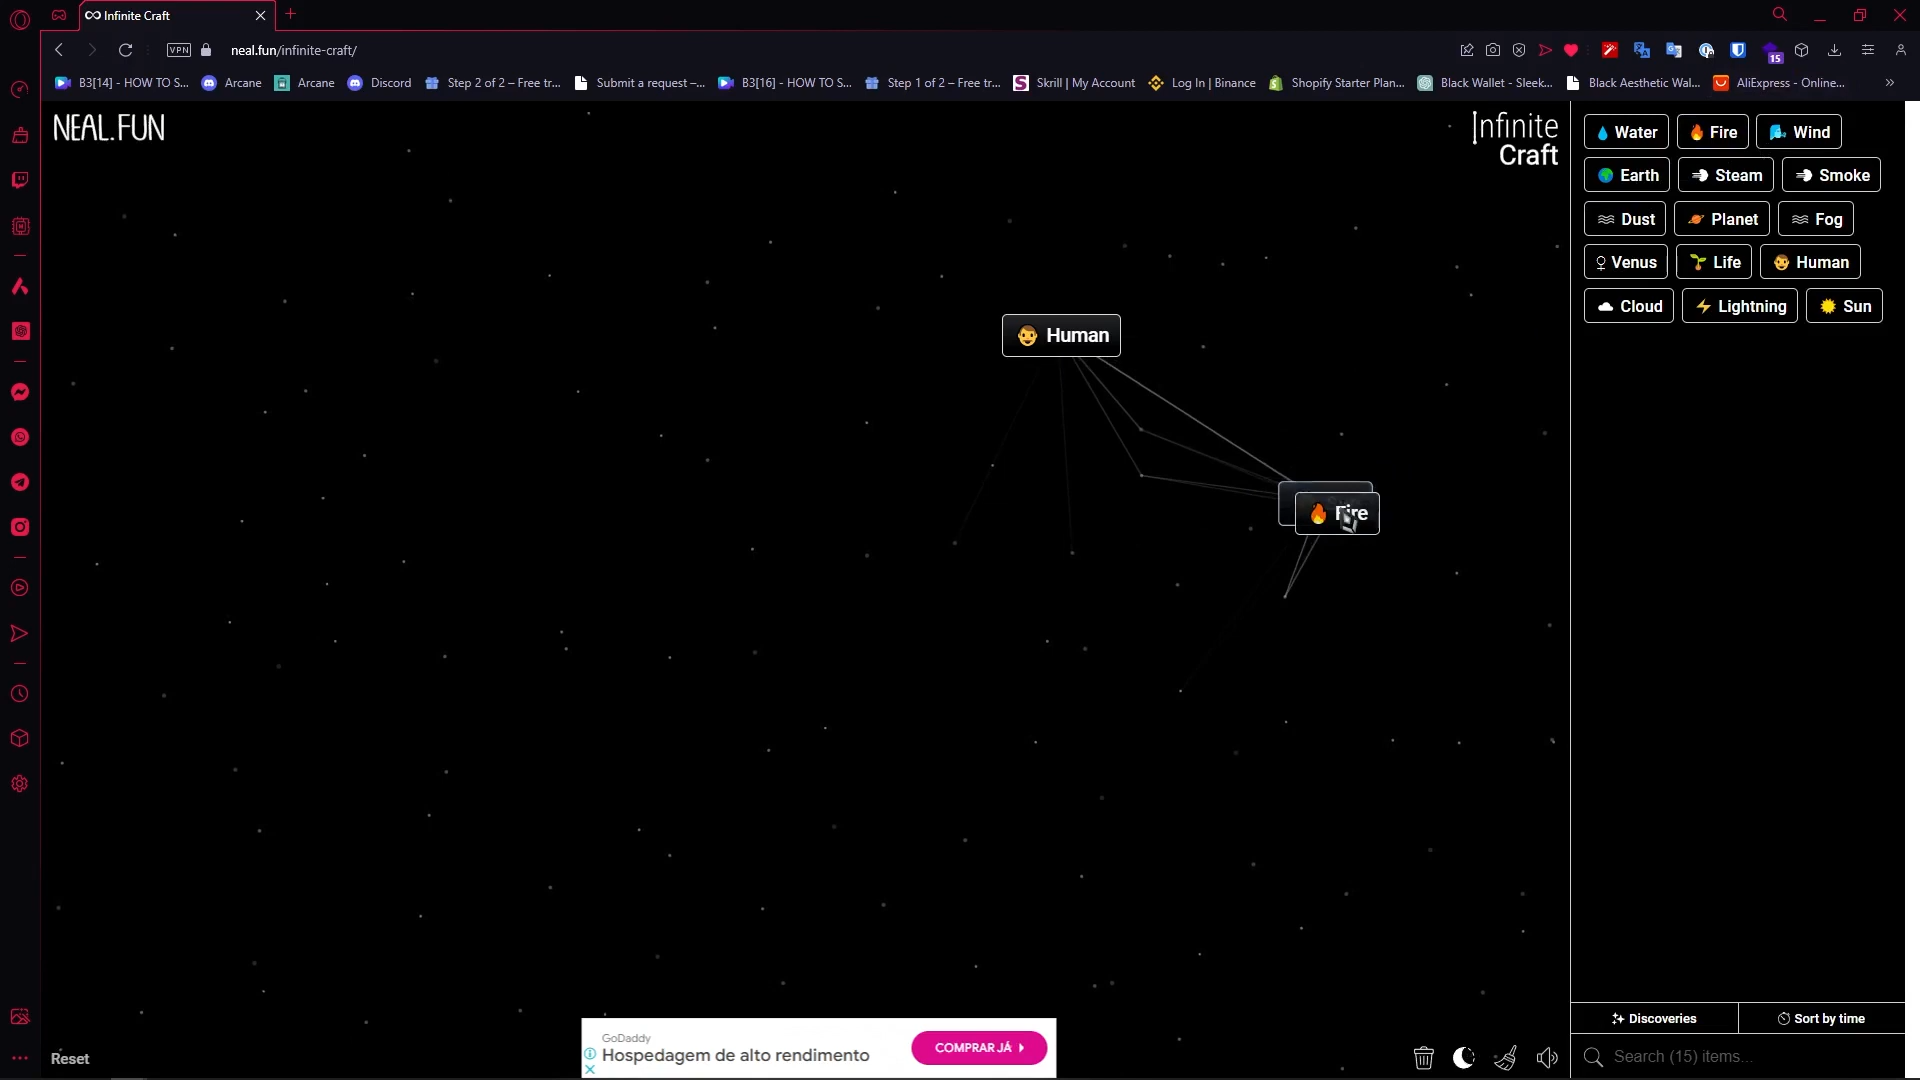 Infinite Craft
VPN
neal.fun/infinite-craft/
15
B3[14] - HOW TO S...
Arcane
Arcane
Discord
Step 2 of 2 – Free tr...
Submit a request –...
B3[16] - HOW TO S...
Step 1 of 2 – Free tr...
Skrill | My Account
Log In | Binance
Shopify Starter Plan...
Black Wallet - Sleek...
Black Aesthetic Wal...
AliExpress - Online...
NEAL.FUN
Infinite
Craft
Water
Fire
Wind
Earth
Steam
Smoke
Dust
Planet
Fog
Venus
Life
Human
Cloud
Lightning
Sun
Human
Fire
GoDaddy
Hospedagem de alto rendimento
COMPRAR JÁ
Reset
Discoveries
Sort by time
Search (15) items...